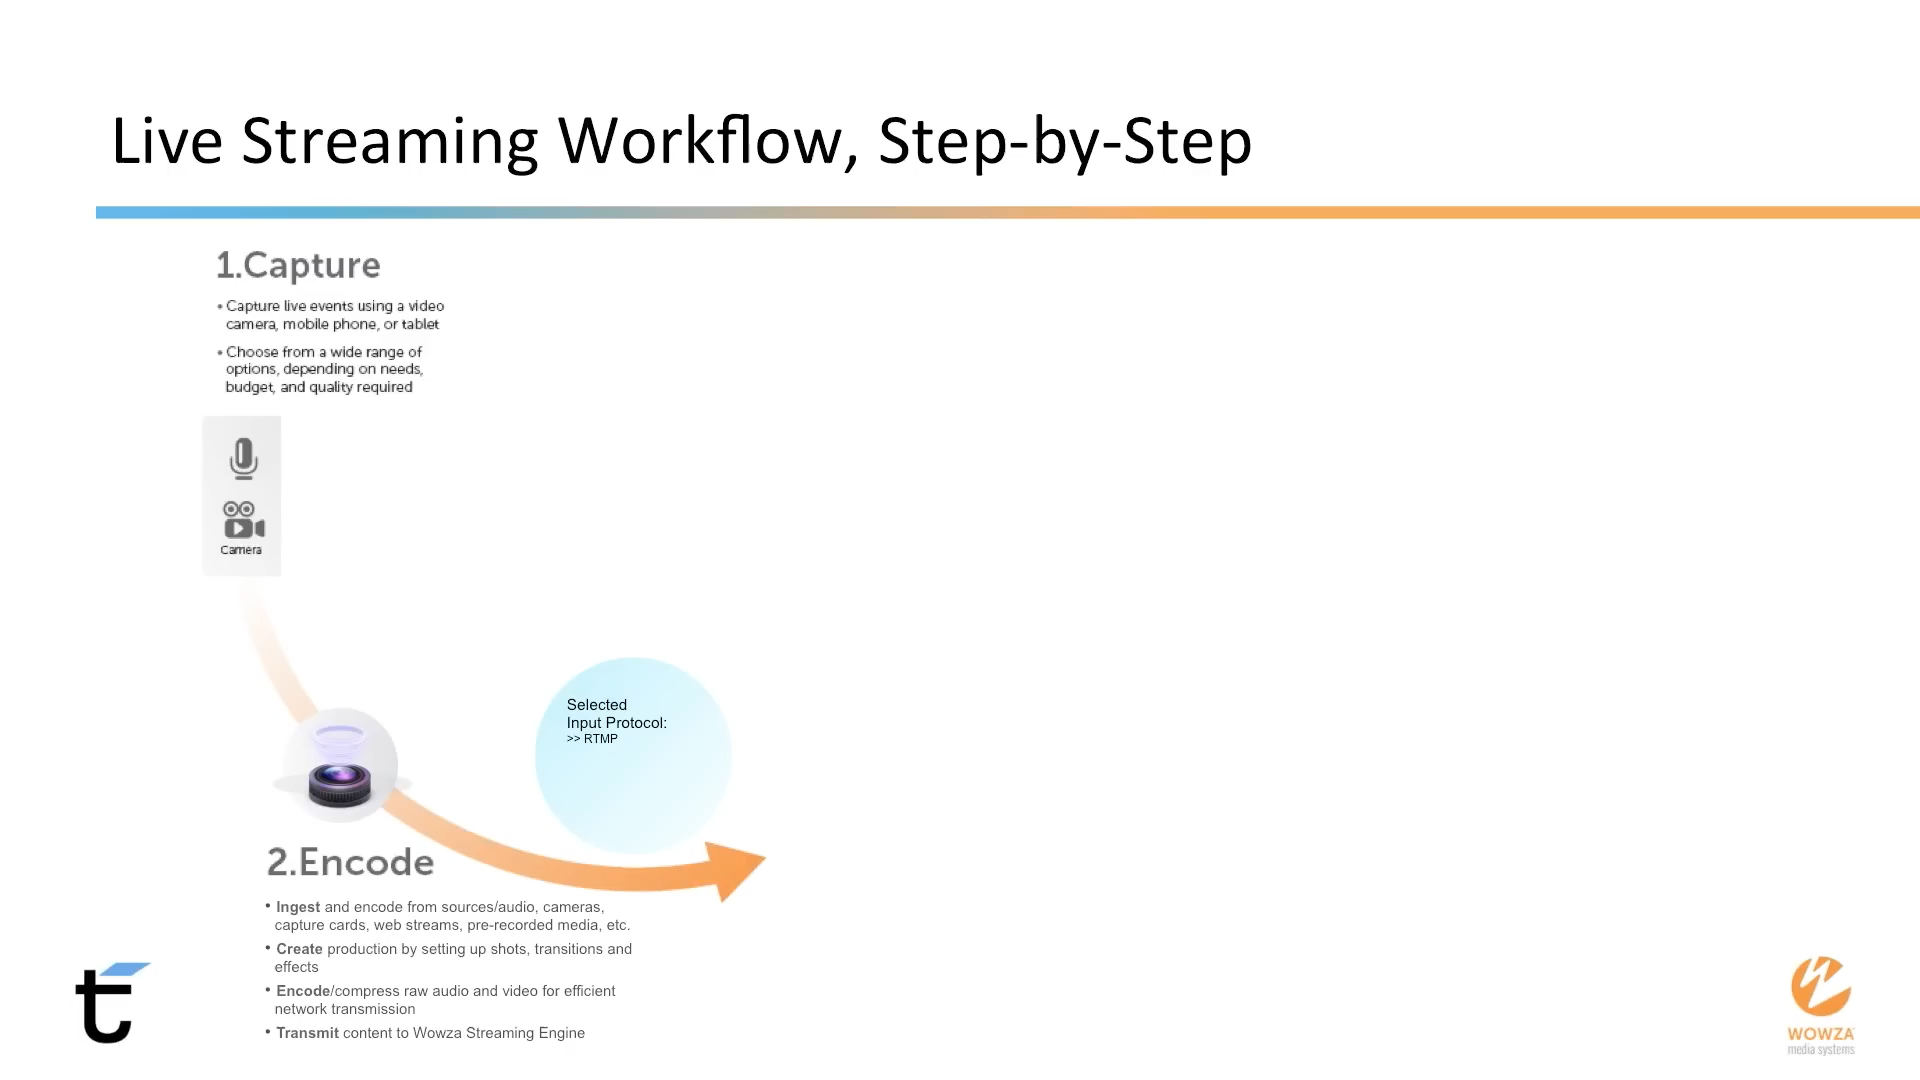 Live Streaming Workflow, Step-by-Step
1.Capture
• Capture live events using a video
camera, mobile phone, or tablet
• Choose from a wide range of
options, depending on needs,
budget, and quality required
Camera
Selected
Input Protocol:
>> RTMP
2.Encode
• Ingest and encode from sources/audio, cameras,
capture cards, web streams, pre-recorded media, etc.
• Create production by setting up shots, transitions and
effects
• Encode/compress raw audio and video for efficient
network transmission
• Transmit content to Wowza Streaming Engine
t
WOWZA
media systems